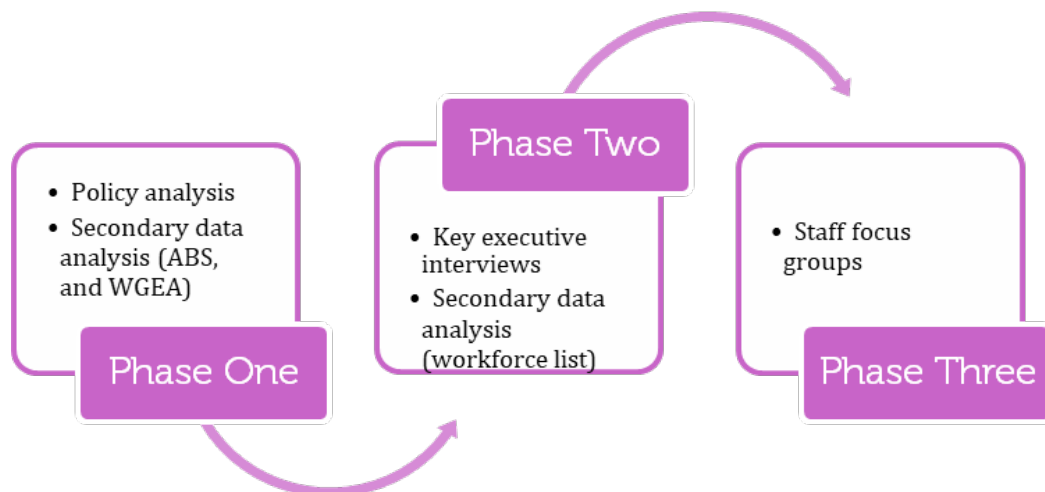 • Policy analysis
• Secondary data
analysis (ABS,
and WGEA)
Phase One
Phase Two
• Key executive
interviews
• Secondary data
analysis
(workforce list)
• Staff focus
groups
Phase Three